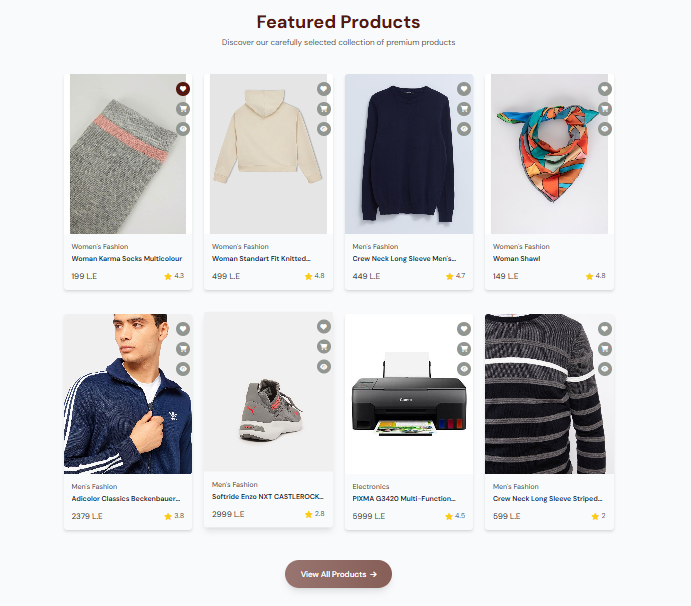 Featured Products
Discover our carefully selected collection of premium products
Women's Fashion
Woman Karma Socks Multicolour
199 L.E
4.3
Women's Fashion
Woman Standart Fit Knitted...
499 L.E
4.8
Men's Fashion
Crew Neck Long Sleeve Men's...
449 L.E
4.7
Women's Fashion
Woman Shawl
149 L.E
4.8
Men's Fashion
Adicolor Classics Beckenbauer...
2379 L.E
3.8
Men's Fashion
Softride Enzo NXT CASTLEROCK...
2999 L.E
2.8
Canon
Electronics
PIXMA G3420 Multi-Function...
5999 L.E
4.5
Men's Fashion
Crew Neck Long Sleeve Striped...
599 L.E
2
View All Products →